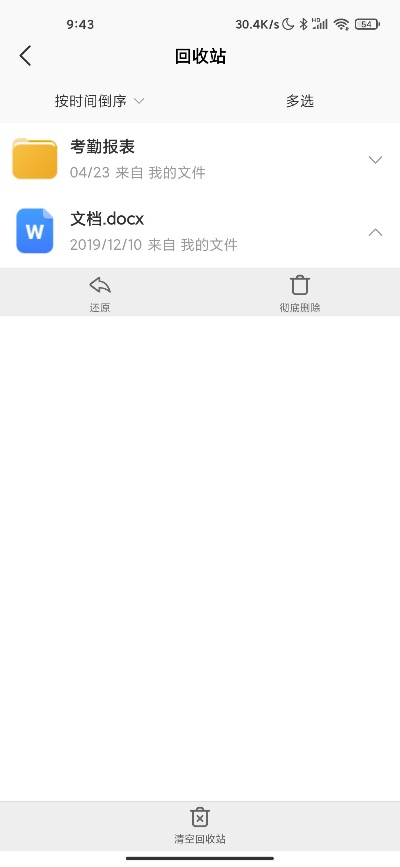 9:43 30.4K/s HD 54
回收站
按时间倒序 多选
考勤报表
04/23 来自 我的文件
W 文档.docx
2019/12/10 来自 我的文件
还原 彻底删除
清空回收站